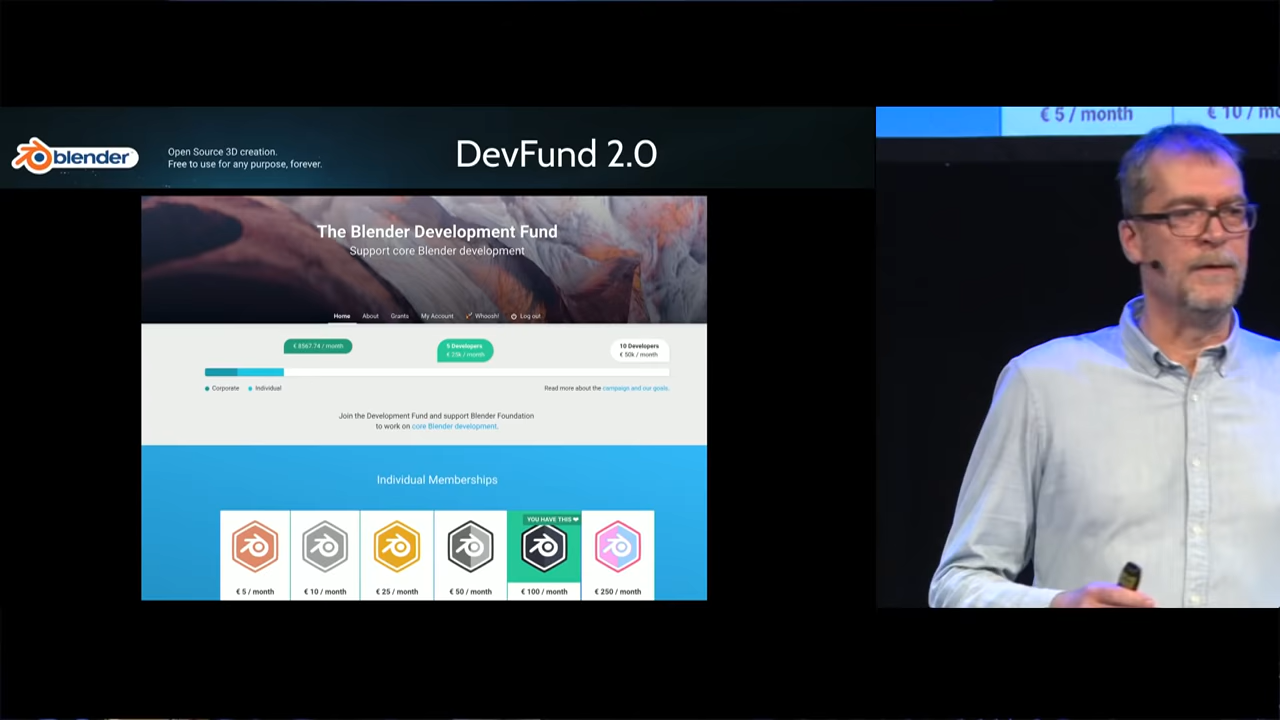 blender
Open Source 3D creation.
Free to use for any purpose, forever.
DevFund 2.0
€ 5 / month
€ 10 / mo
The Blender Development Fund
Support core Blender development
Home About Grants My Account Whoosh! Log out
€ 8567.74 / month
5 Developers
€ 25k / month
10 Developers
€ 50k / month
Corporate Individual
Read more about the campaign and our goals.
Join the Development Fund and support Blender Foundation
to work on core Blender development.
Individual Memberships
YOU HAVE THIS
€ 5 / month
€ 10 / month
€ 25 / month
€ 50 / month
€ 100 / month
€ 250 / month